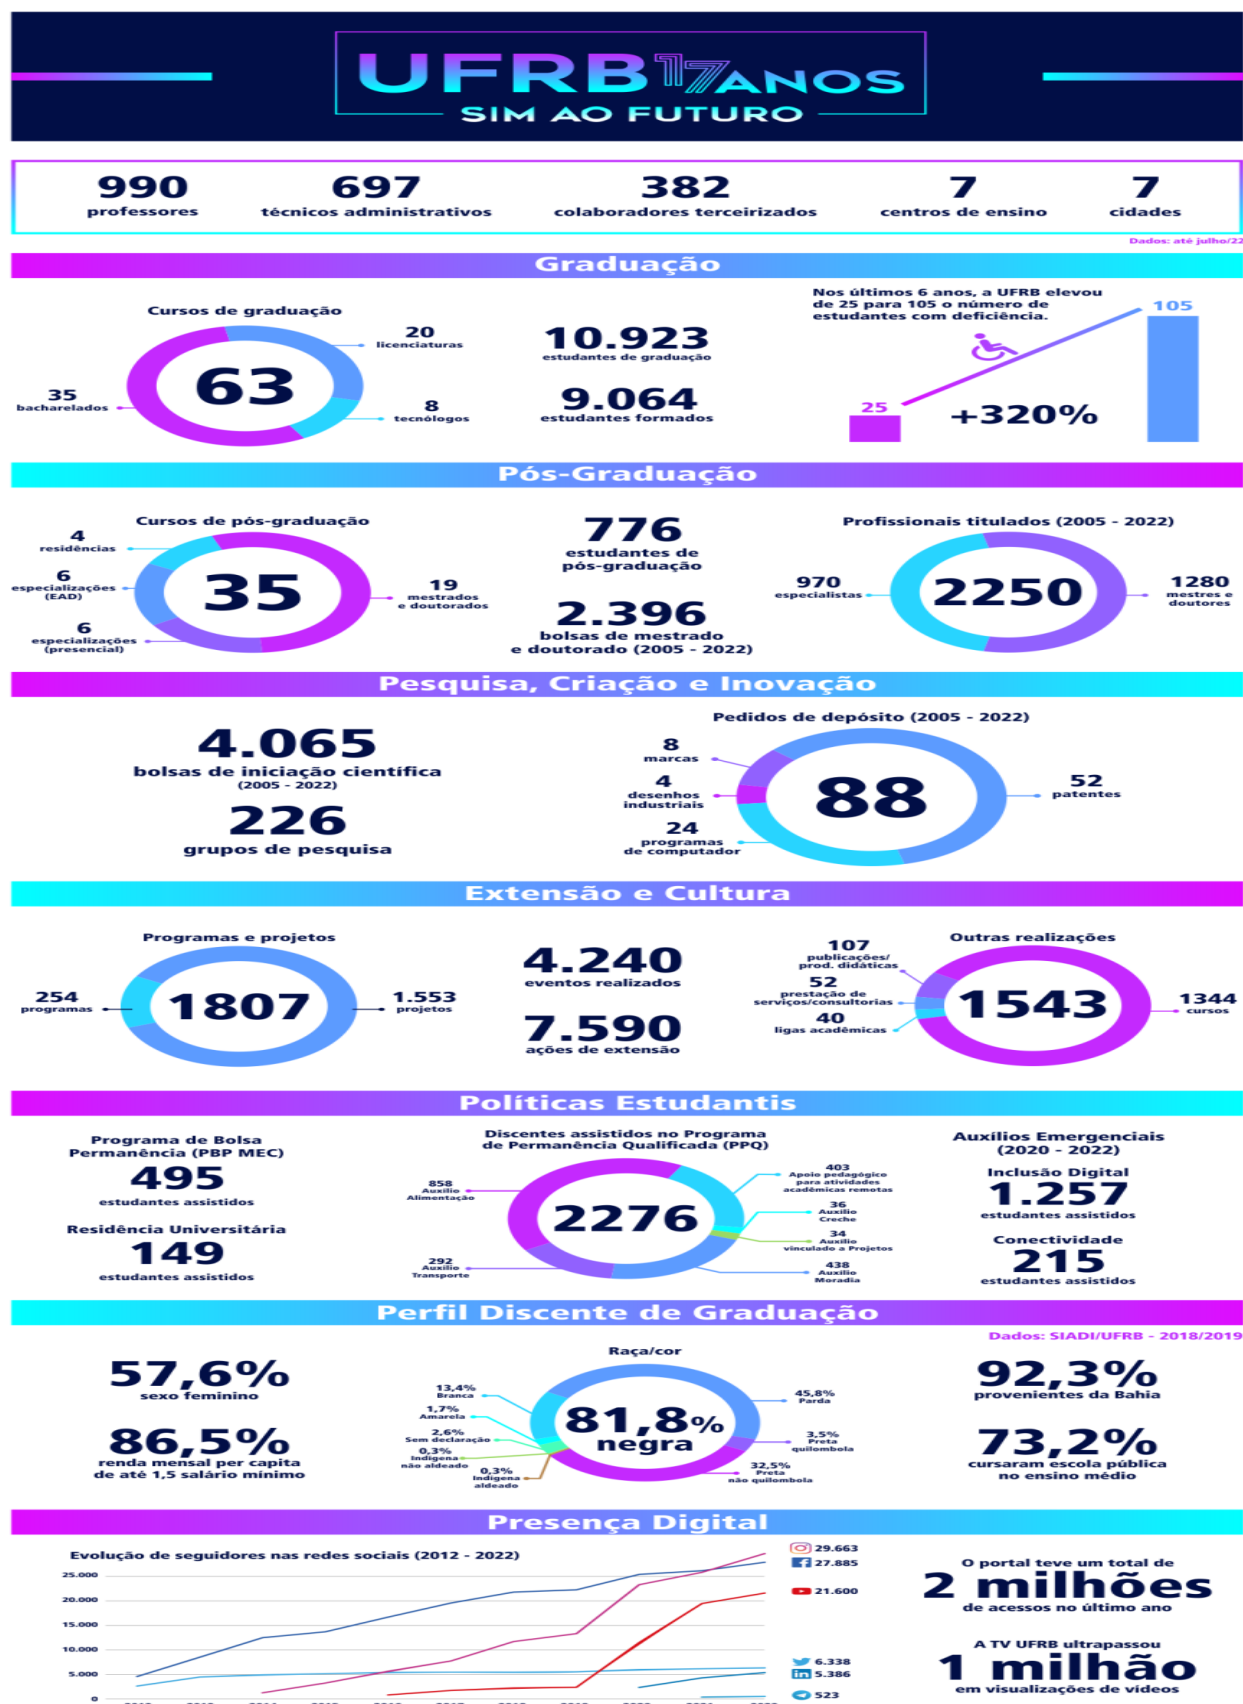 UFRB 17 ANOS
SIM AO FUTURO
990
professores
697
técnicos administrativos
382
colaboradores terceirizados
7
centros de ensino
7
cidades
Dados: até julho/22
Graduação
Cursos de graduação
63
20
licenciaturas
35
bacharelados
8
tecnólogos
10.923
estudantes de graduação
9.064
estudantes formados
Nos últimos 6 anos, a UFRB elevou
de 25 para 105 o número de
estudantes com deficiência.
105
25
+320%
Pós-Graduação
Cursos de pós-graduação
35
4
residências
6
especializações
(EAD)
6
especializações
(presencial)
19
mestrados
e doutorados
776
estudantes de
pós-graduação
2.396
bolsas de mestrado
e doutorado (2005 - 2022)
Profissionais titulados (2005 - 2022)
970
especialistas
2250
1280
mestres e
doutores
Pesquisa, Criação e Inovação
4.065
bolsas de iniciação científica
(2005 - 2022)
226
grupos de pesquisa
Pedidos de depósito (2005 - 2022)
8
marcas
4
desenhos
industriais
24
programas
de computador
88
52
patentes
Extensão e Cultura
Programas e projetos
254
programas
1807
1.553
projetos
4.240
eventos realizados
7.590
ações de extensão
Outras realizações
107
publicações/
prod. didáticas
52
prestação de
serviços/consultorias
40
ligas acadêmicas
1543
1344
cursos
Políticas Estudantis
Programa de Bolsa
Permanência (PBP MEC)
495
estudantes assistidos
Residência Universitária
149
estudantes assistidos
Discentes assistidos no Programa
de Permanência Qualificada (PPQ)
858
Auxílio
Alimentação
292
Auxílio
Transporte
2276
403
Apoio pedagógico
para atividades
acadêmicas remotas
36
Auxílio
Creche
34
Auxílio
vinculado a Projetos
438
Auxílio
Moradia
Auxílios Emergenciais
(2020 - 2022)
Inclusão Digital
1.257
estudantes assistidos
Conectividade
215
estudantes assistidos
Perfil Discente de Graduação
Dados: SIADI/UFRB - 2018/2019
57,6%
sexo feminino
86,5%
renda mensal per capita
de até 1,5 salário mínimo
Raça/cor
13,4%
Branca
1,7%
Amarela
2,6%
Sem declaração
0,3%
Indígena
não aldeado
0,3%
Indígena
aldeado
81,8%
negra
45,8%
Parda
3,5%
Preta
quilombola
32,5%
Preta
não quilombola
92,3%
provenientes da Bahia
73,2%
cursaram escola pública
no ensino médio
Presença Digital
Evolução de seguidores nas redes sociais (2012 - 2022)
25.000
20.000
15.000
10.000
5.000
0
29.663
27.885
21.600
6.338
5.386
523
O portal teve um total de
2 milhões
de acessos no último ano
A TV UFRB ultrapassou
1 milhão
em visualizações de vídeos